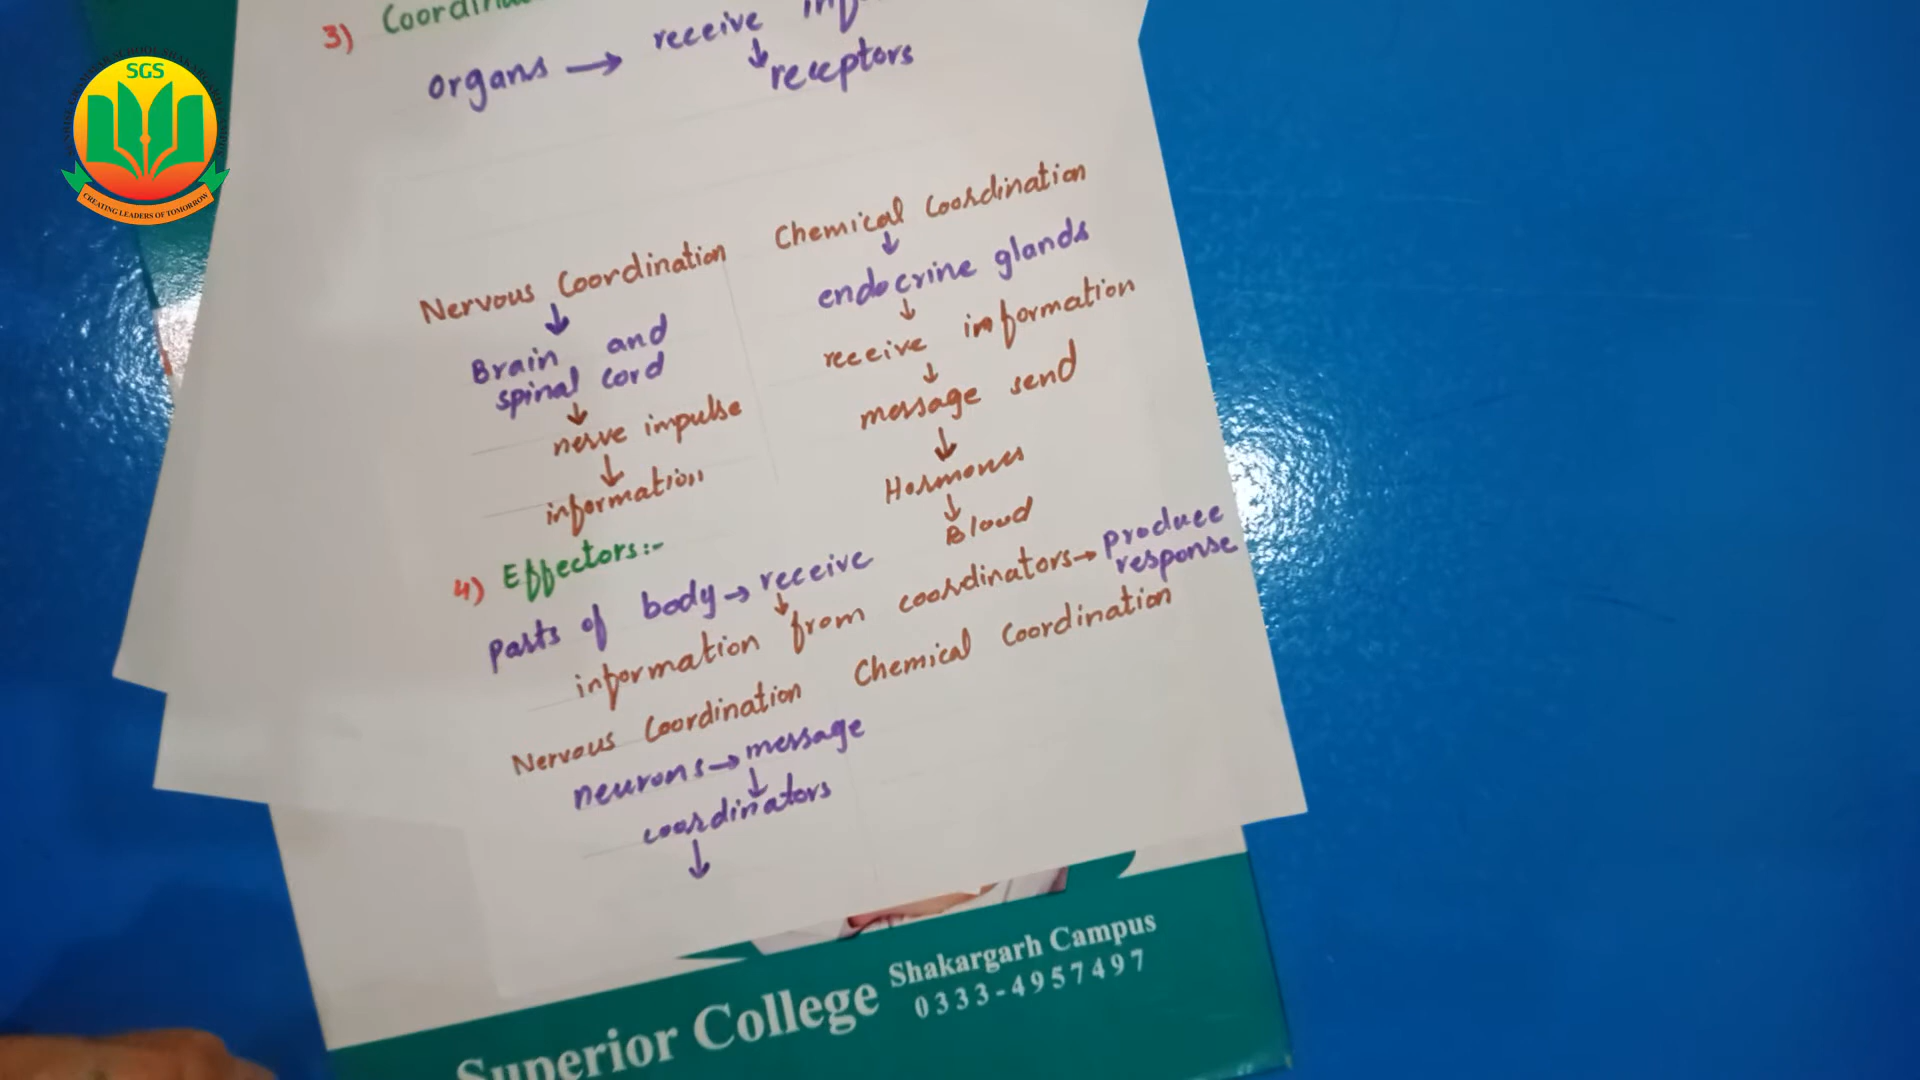 SGS
CREATING LEADERS OF TOMORROW
3)
organs → receive
↓
receptors
Nervous Coordination
↓
Brain and
spinal cord
↓
nerve impulse
↓
information
Chemical Coordination
↓
endocrine glands
↓
receive information
↓
message send
↓
Hormones
↓
Blood
4) Effectors:-
parts of body → receive
↓
information from coordinators → produce
response
Nervous Coordination Chemical Coordination
neurons → message
↓
coordinators
↓
Superior College
Shakargarh Campus
0333-4957497